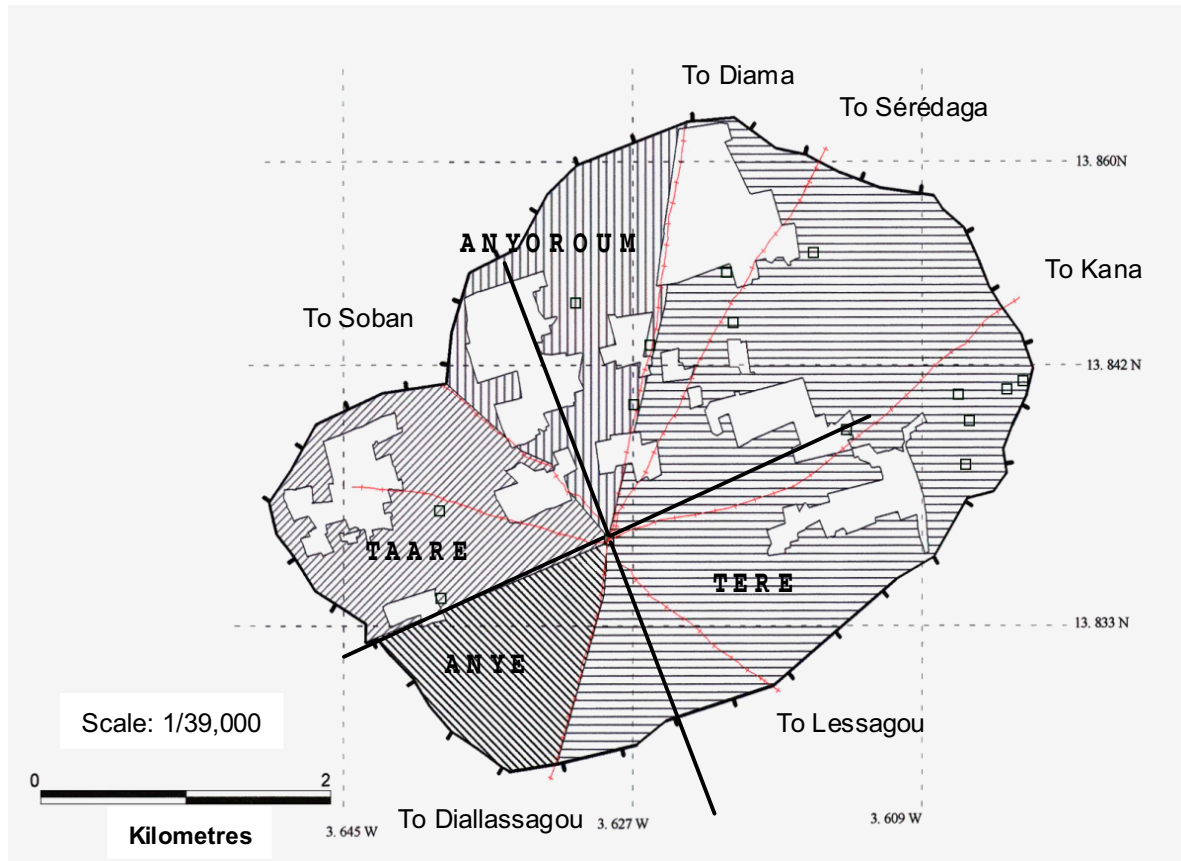 To Diama
To Sérédaga
13. 860N
ANYOROUM
To Kana
To Soban
13. 842 N
TAARE
TERE
13. 833 N
ANYE
Scale: 1/39,000
To Lessagou
0 2
Kilometres
3. 645 W
To Diallassagou
3. 627 W
3. 609 W